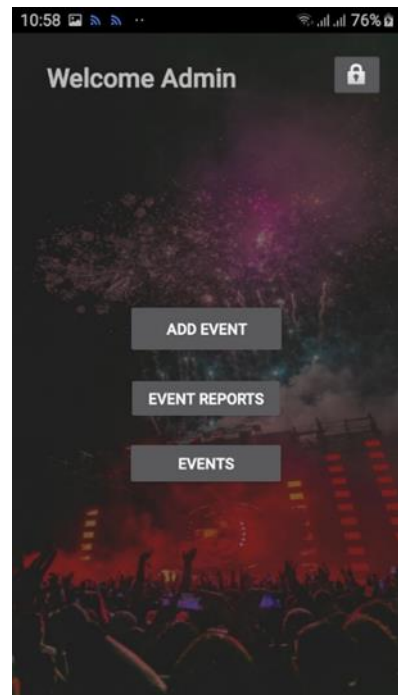 10:58 76%
Welcome Admin
ADD EVENT
EVENT REPORTS
EVENTS